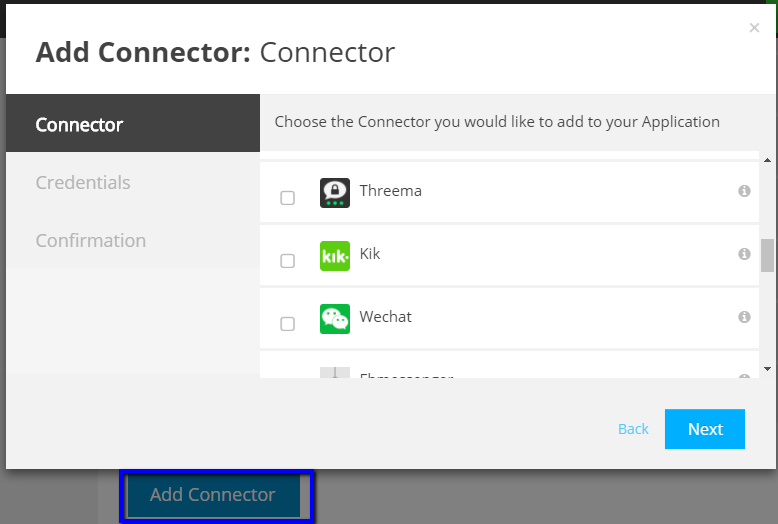 Add Connector: Connector
×
Connector
Choose the Connector you would like to add to your Application
Credentials
Confirmation
Threema
kik
Kik
Wechat
Back
Next
Add Connector